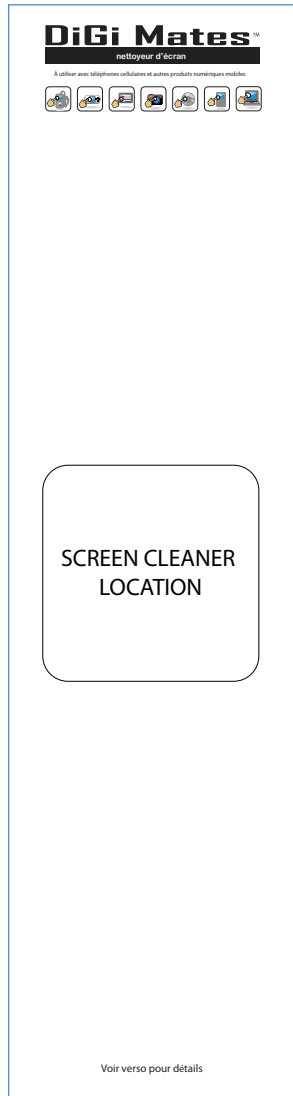 DiGi Mates™
nettoyeur d'écran
À utiliser avec téléphones cellulaires et autres produits numériques mobiles
SCREEN CLEANER
LOCATION
Voir verso pour détails